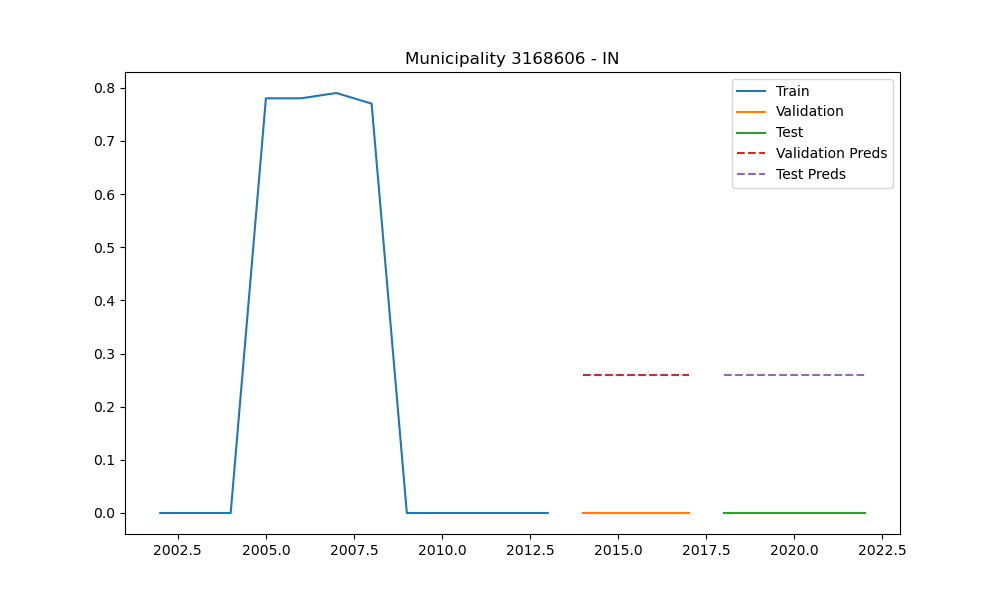 Municipality 3168606 - IN
Train
Validation
Test
Validation Preds
Test Preds
0.8
0.7
0.6
0.5
0.4
0.3
0.2
0.1
0.0
2002.5 2005.0 2007.5 2010.0 2012.5 2015.0 2017.5 2020.0 2022.5